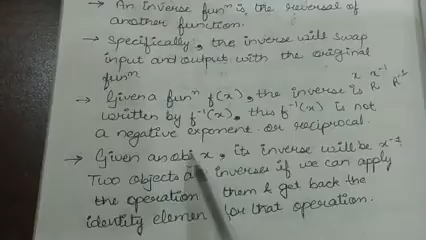 → An inverse funⁿ is the reversal of
another function.
→ Specifically, the inverse will swap
input and output with the original
funⁿ
x x⁻¹
→ Given a funⁿ f(x), the inverse is R R⁻¹
written by f⁻¹(x), this f⁻¹(x) is not
a negative exponent or reciprocal.
→ Given an obj x, its inverse will be x⁻¹.
Two objects inverses if we can apply
the operation them & get back the
identity element for that operation.